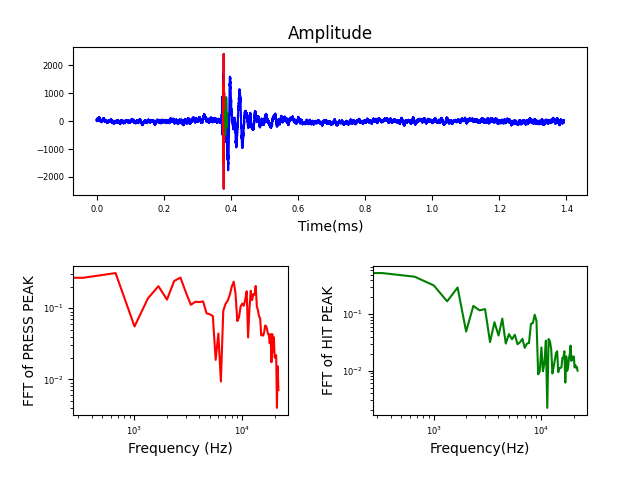 Amplitude
2000
1000
0
−1000
−2000
0.0 0.2 0.4 0.6 0.8 1.0 1.2 1.4
Time(ms)
FFT of PRESS PEAK
10⁻¹
10⁻²
10³ 10⁴
Frequency (Hz)
FFT of HIT PEAK
10⁻¹
10⁻²
10³ 10⁴
Frequency(Hz)